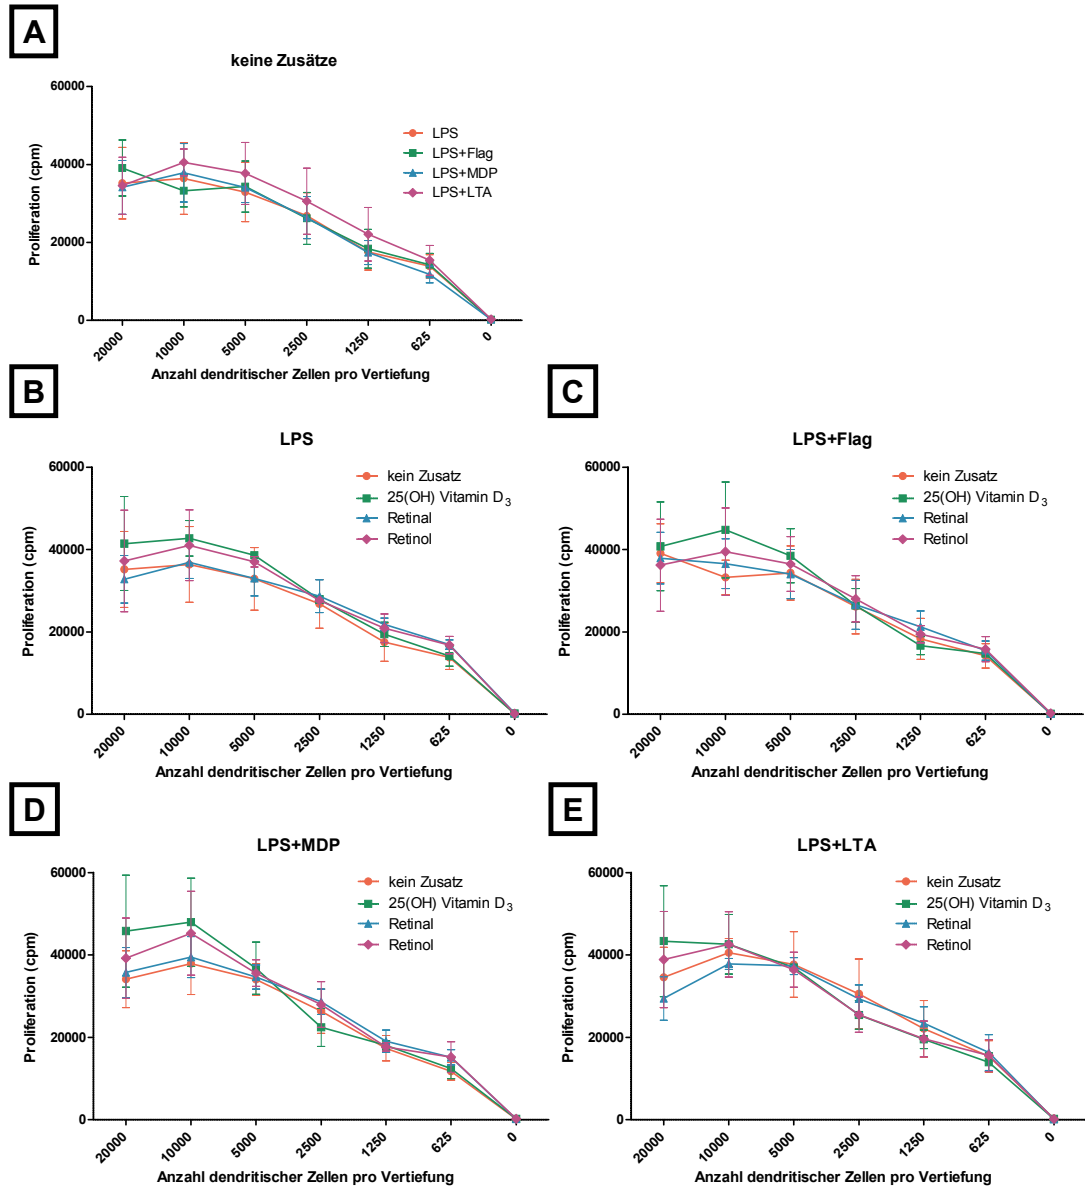 A
keine Zusätze
Proliferation (cpm)
60000
40000
20000
0
LPS
LPS+Flag
LPS+MDP
LPS+LTA
20000 10000 5000 2500 1250 625 0
Anzahl dendritischer Zellen pro Vertiefung
B
LPS
Proliferation (cpm)
60000
40000
20000
0
kein Zusatz
25(OH) Vitamin D3
Retinal
Retinol
20000 10000 5000 2500 1250 625 0
Anzahl dendritischer Zellen pro Vertiefung
C
LPS+Flag
Proliferation (cpm)
60000
40000
20000
0
kein Zusatz
25(OH) Vitamin D3
Retinal
Retinol
20000 10000 5000 2500 1250 625 0
Anzahl dendritischer Zellen pro Vertiefung
D
LPS+MDP
Proliferation (cpm)
60000
40000
20000
0
kein Zusatz
25(OH) Vitamin D3
Retinal
Retinol
20000 10000 5000 2500 1250 625 0
Anzahl dendritischer Zellen pro Vertiefung
E
LPS+LTA
Proliferation (cpm)
60000
40000
20000
0
kein Zusatz
25(OH) Vitamin D3
Retinal
Retinol
20000 10000 5000 2500 1250 625 0
Anzahl dendritischer Zellen pro Vertiefung